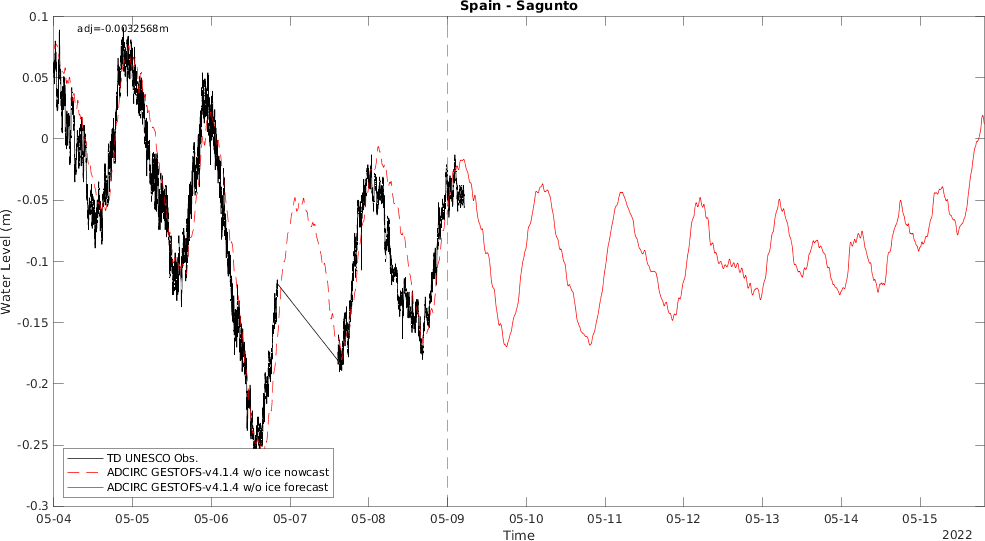 Spain - Sagunto
adj=-0.0032568m
0.1
0.05
0
-0.05
-0.1
-0.15
-0.2
-0.25
-0.3
Water Level (m)
TD UNESCO Obs.
ADCIRC GESTOFS-v4.1.4 w/o ice nowcast
ADCIRC GESTOFS-v4.1.4 w/o ice forecast
05-04 05-05 05-06 05-07 05-08 05-09 05-10 05-11 05-12 05-13 05-14 05-15
Time
2022